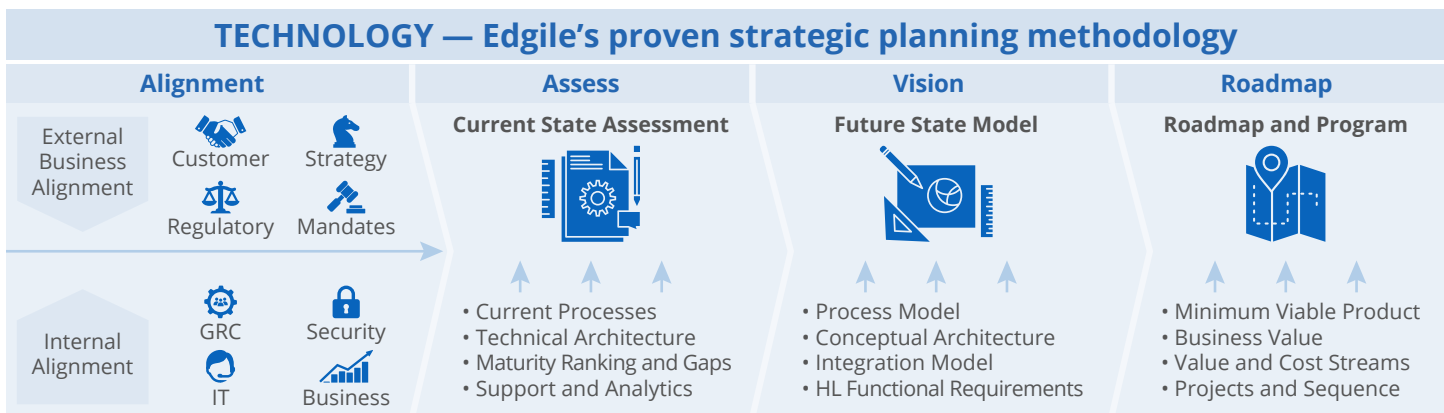 TECHNOLOGY — Edgile’s proven strategic planning methodology
Alignment
External
Business
Alignment
Customer
Strategy
Regulatory
Mandates
Internal
Alignment
GRC
Security
IT
Business
Assess
Current State Assessment
• Current Processes
• Technical Architecture
• Maturity Ranking and Gaps
• Support and Analytics
Vision
Future State Model
• Process Model
• Conceptual Architecture
• Integration Model
• HL Functional Requirements
Roadmap
Roadmap and Program
• Minimum Viable Product
• Business Value
• Value and Cost Streams
• Projects and Sequence